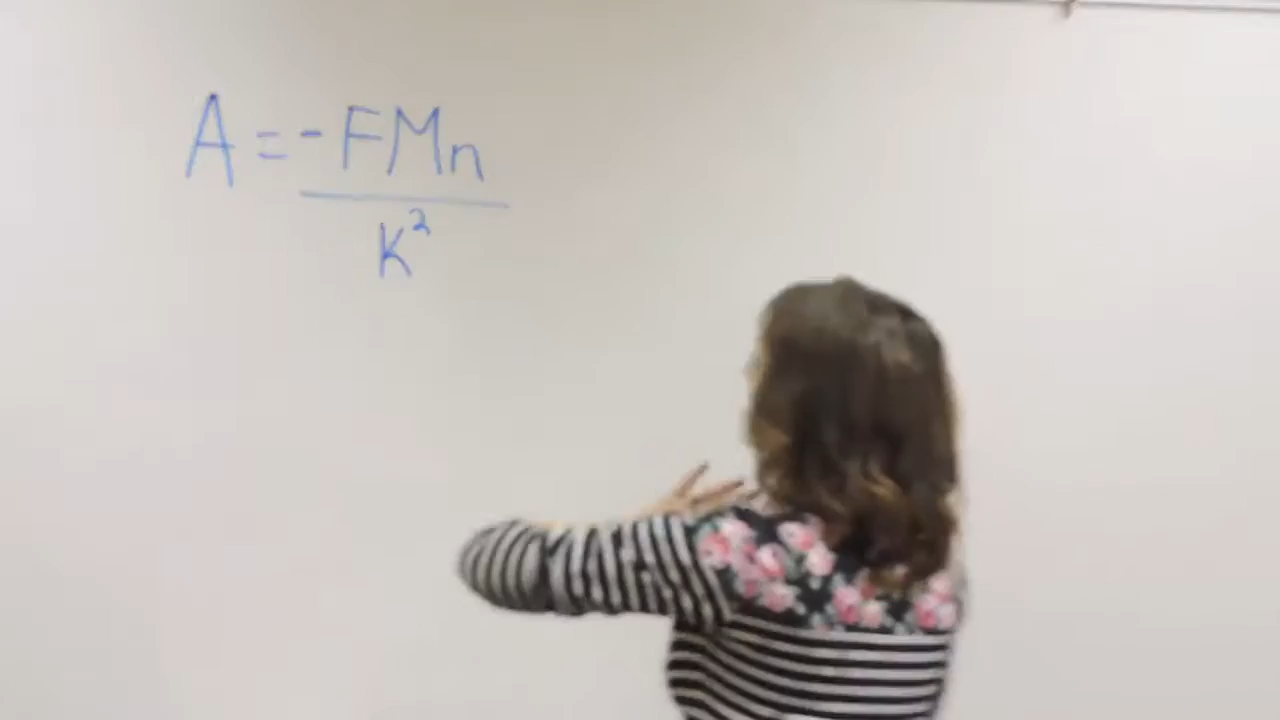 A = -FMn
K²